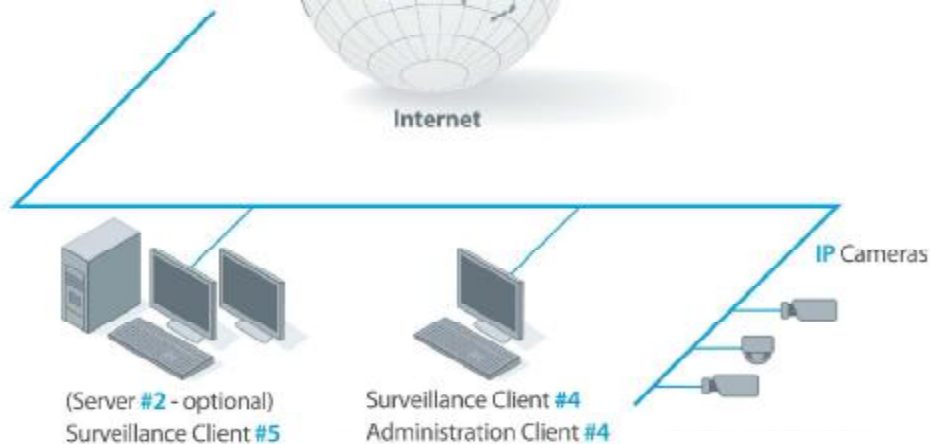 Internet
IP Cameras
(Server #2 - optional)
Surveillance Client #5
Surveillance Client #4
Administration Client #4